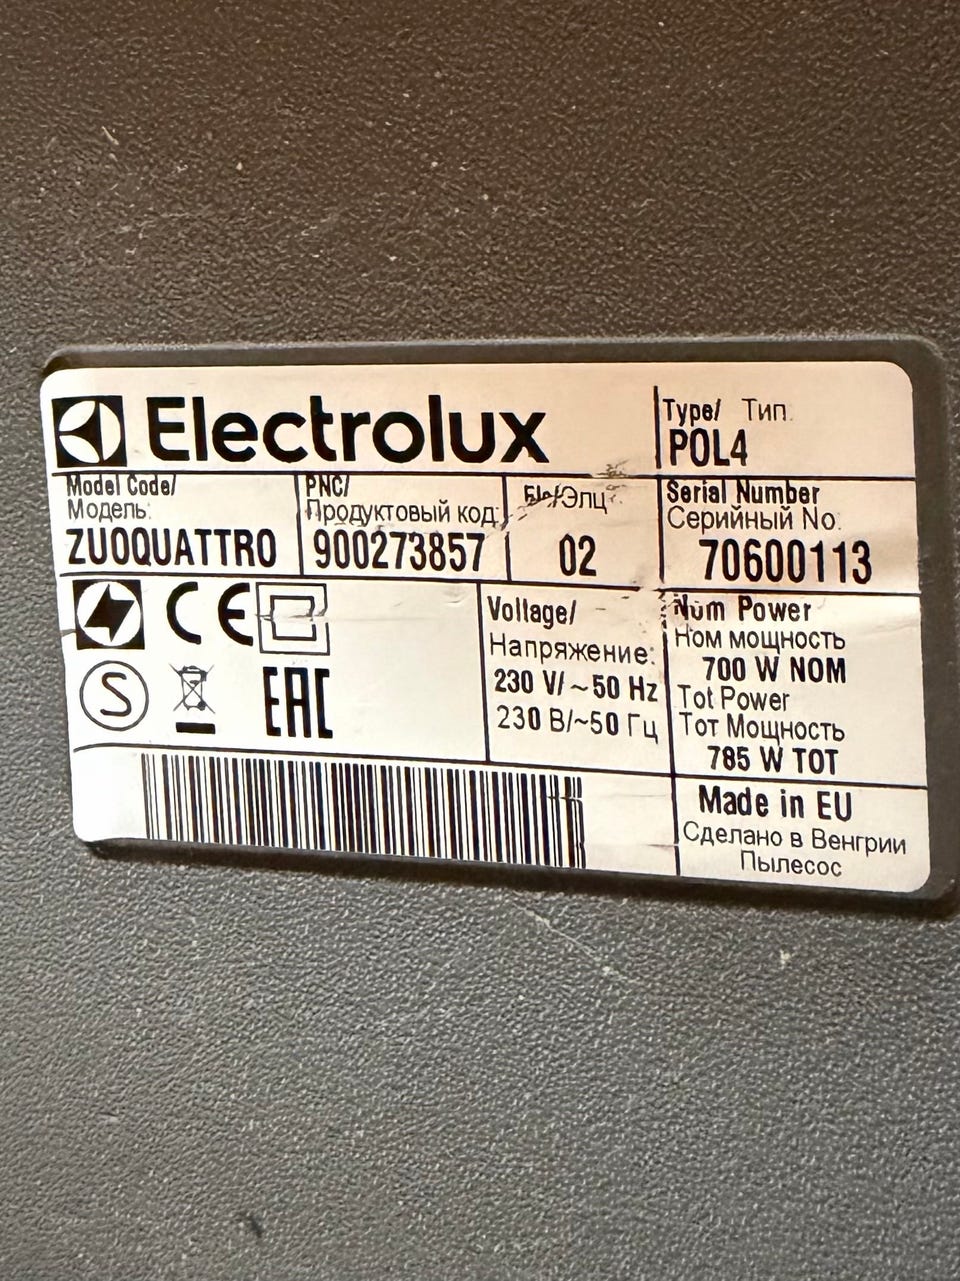 Electrolux
Type/ Тип:
POL4
Model Code/
Модель:
ZUOQUATTRO
PNC/
Продуктовый код:
900273857
Elc/Элц
02
Serial Number
Серийный No:
70600113
CE
S
EAC
Voltage/
Напряжение:
230 V/ ~50 Hz
230 В/~50 Гц
Nom Power
Ном мощность
700 W NOM
Tot Power
Тот Мощность
785 W TOT
Made in EU
Сделано в Венгрии
Пылесос